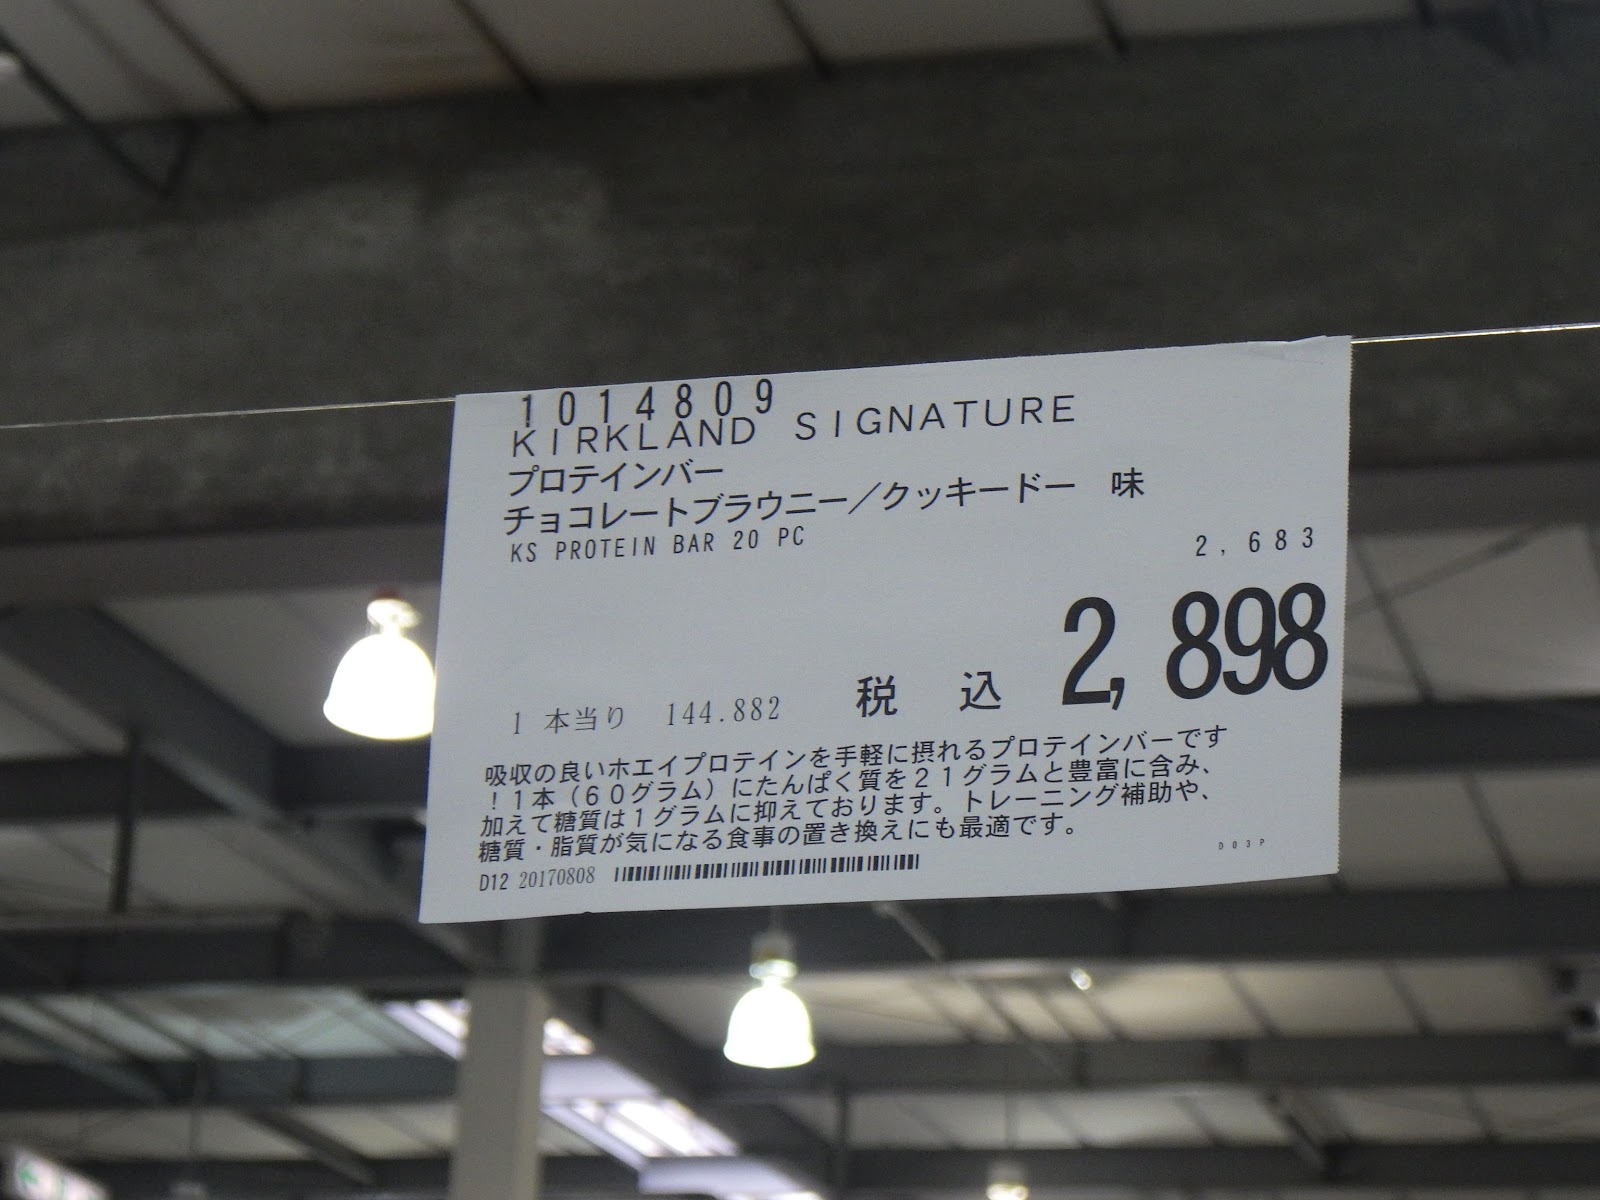 1014809
KIRKLAND SIGNATURE
プロテインバー
チョコレートブラウニー／クッキードー 味
KS PROTEIN BAR 20 PC
2,683
1 本当り 144.882 税 込 2,898
吸収の良いホエイプロテインを手軽に摂れるプロテインバーです
！１本（６０グラム）にたんぱく質を２１グラムと豊富に含み、
加えて糖質は１グラムに抑えております。トレーニング補助や、
糖質・脂質が気になる食事の置き換えにも最適です。
D03P
D12 20170808